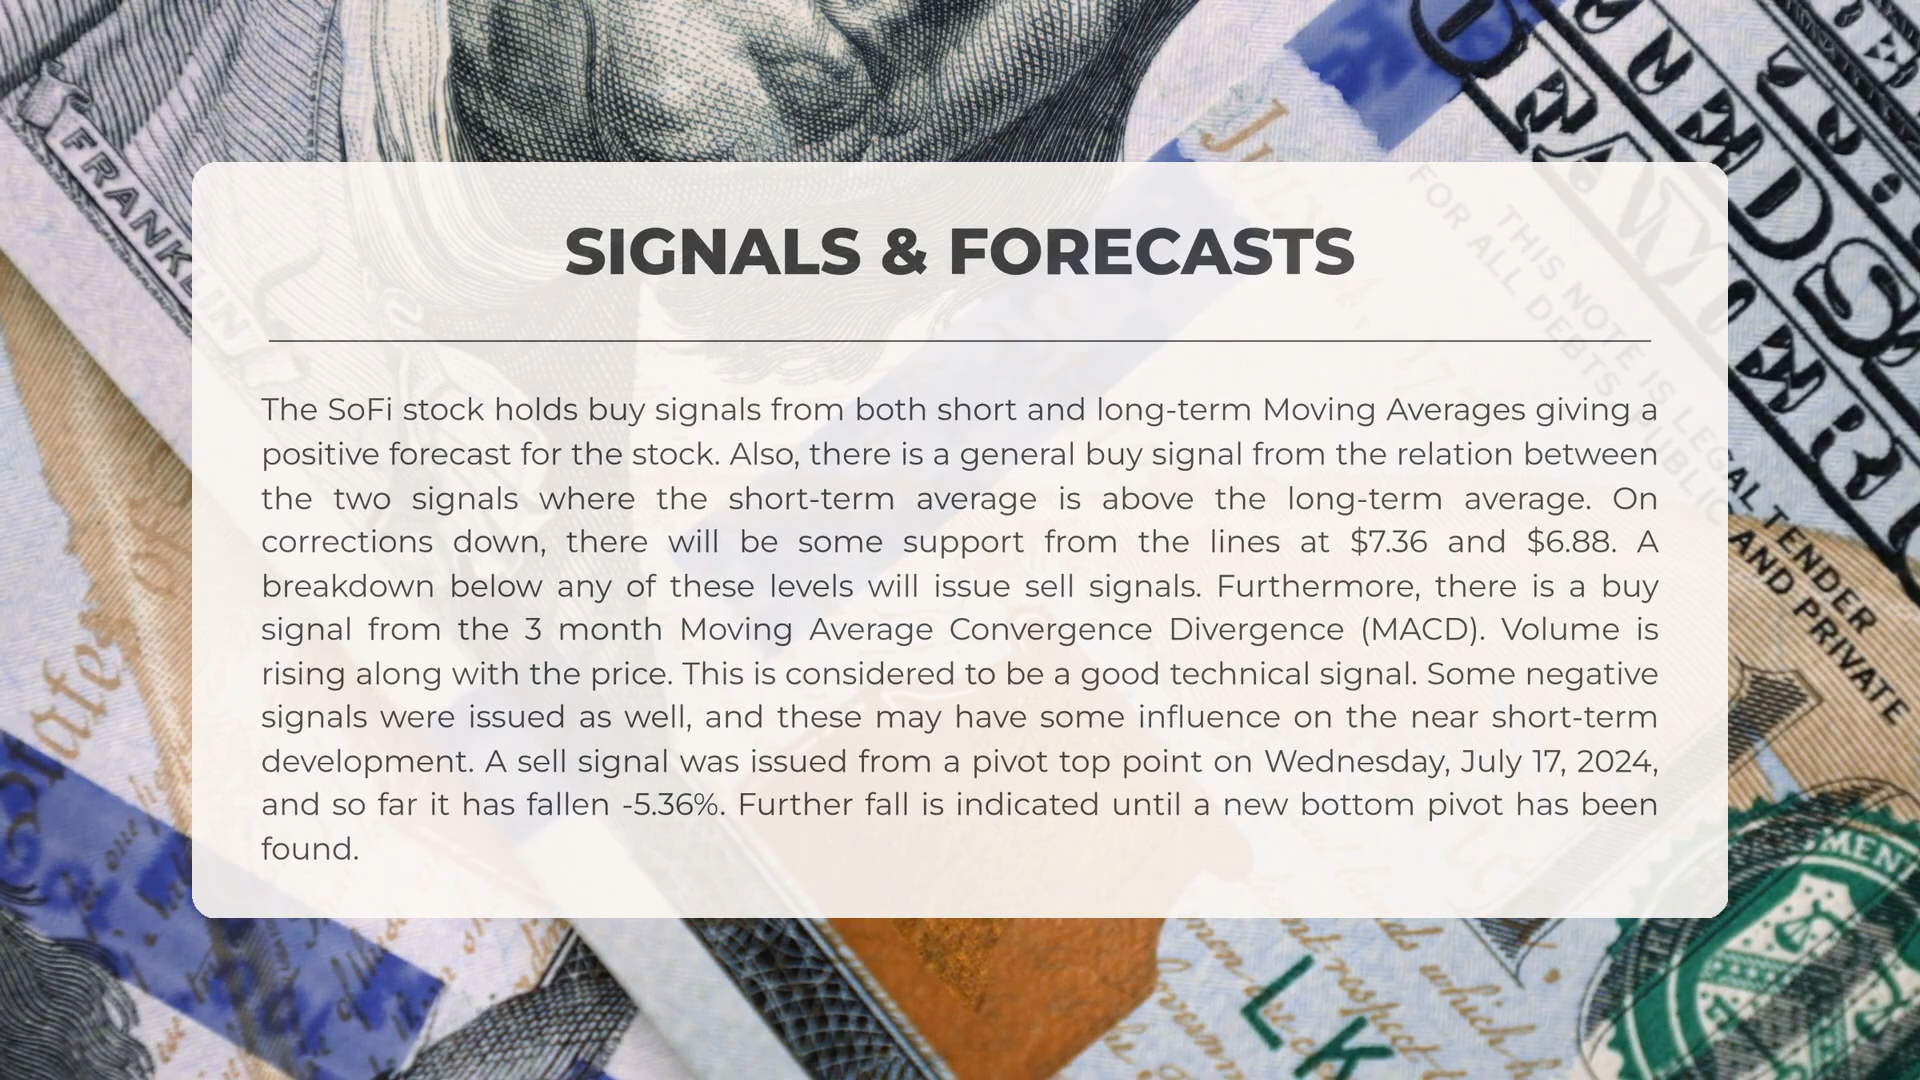 FRANKLIN
SIGNALS & FORECASTS
The SoFi stock holds buy signals from both short and long-term Moving Averages giving a
positive forecast for the stock. Also, there is a general buy signal from the relation between
the two signals where the short-term average is above the long-term average. On
corrections down, there will be some support from the lines at $7.36 and $6.88. A
breakdown below any of these levels will issue sell signals. Furthermore, there is a buy
signal from the 3 month Moving Average Convergence Divergence (MACD). Volume is
rising along with the price. This is considered to be a good technical signal. Some negative
signals were issued as well, and these may have some influence on the near short-term
development. A sell signal was issued from a pivot top point on Wednesday, July 17, 2024,
and so far it has fallen -5.36%. Further fall is indicated until a new bottom pivot has been
found.
THIS NOTE IS LEGAL TENDER
FOR ALL DEBTS PUBLIC AND PRIVATE
LK